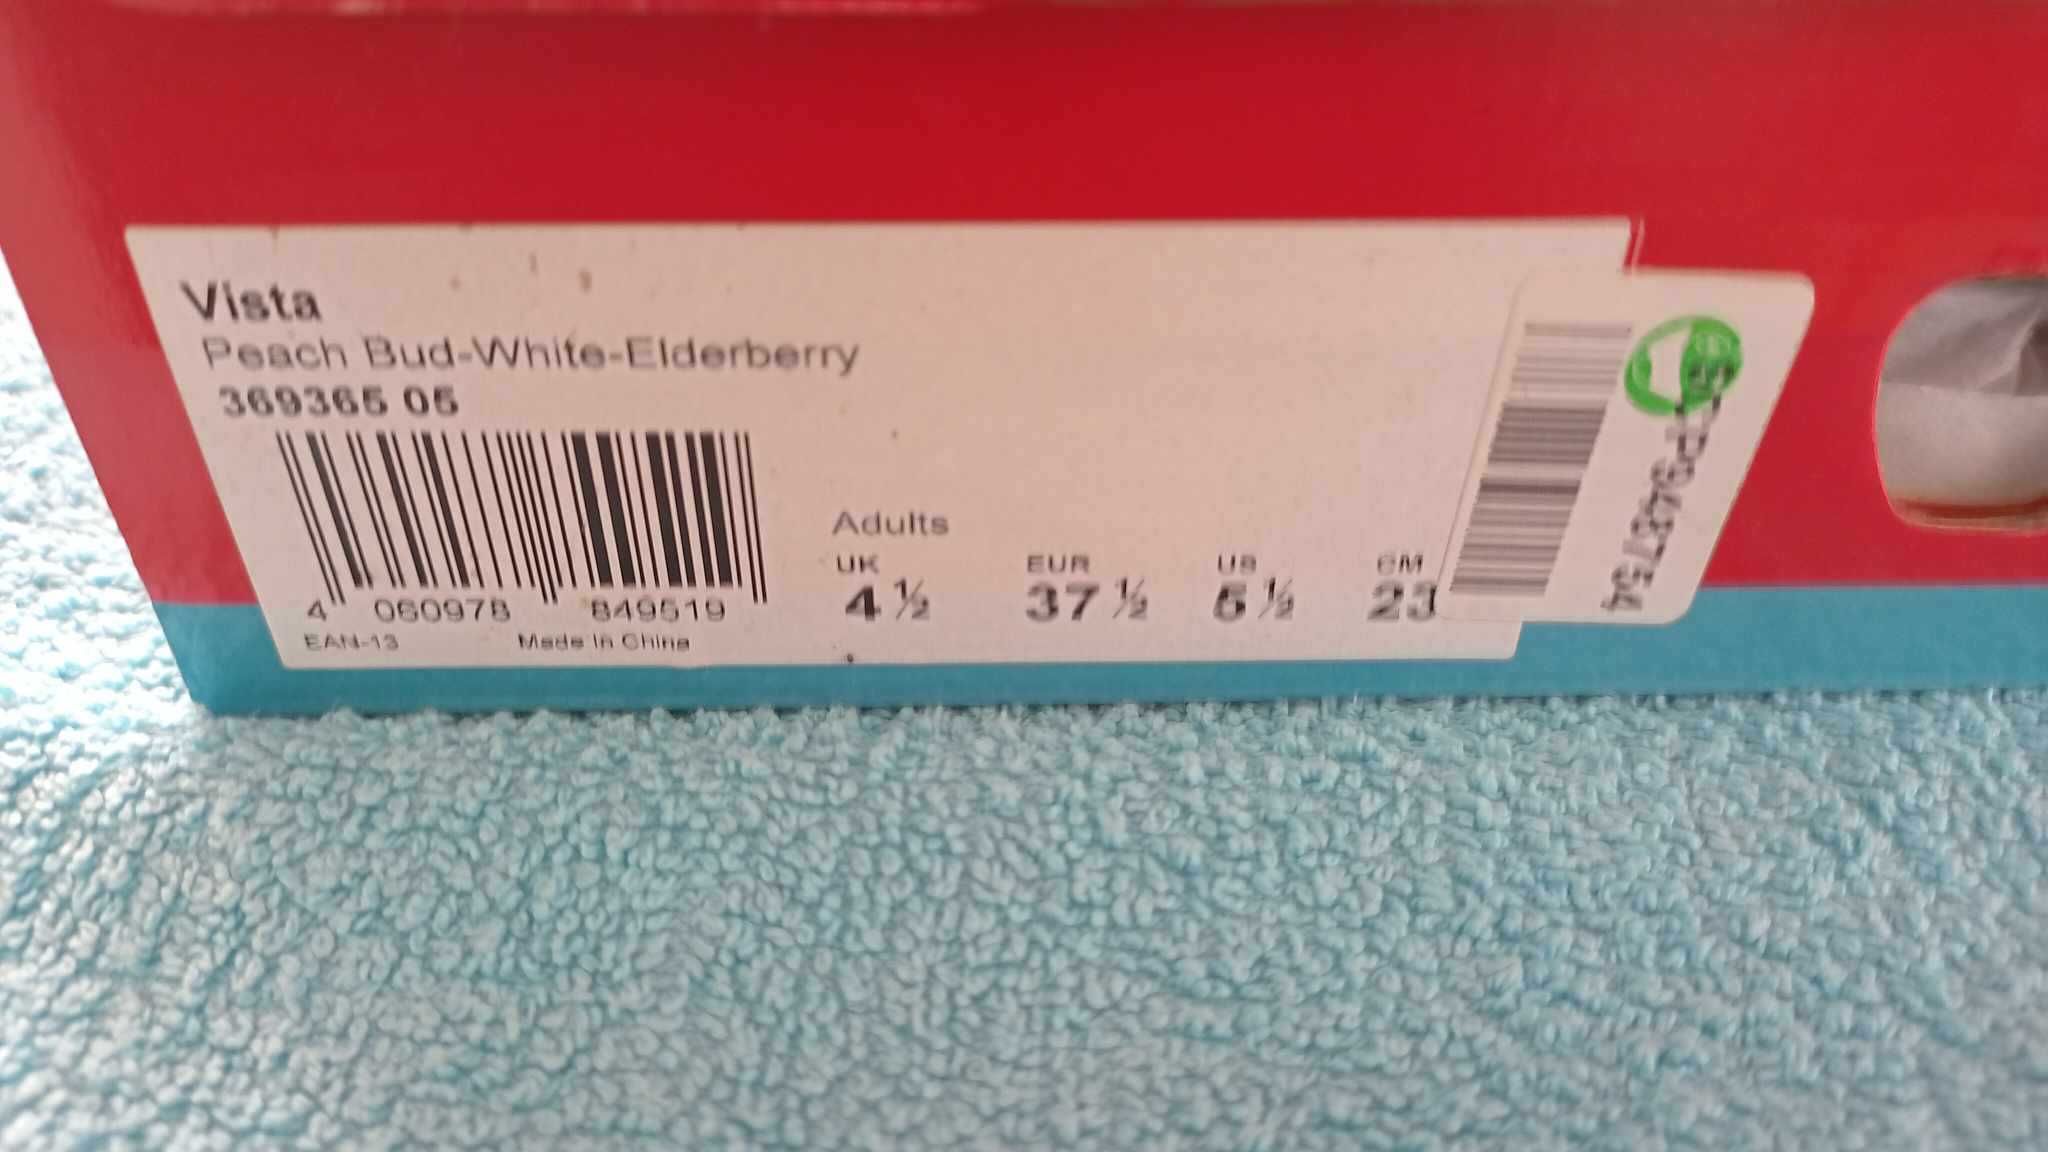 Vista
Peach Bud-White-Elderberry
369365 05
4 060978 849519
EAN-13 Made in China
Adults
UK EUR US CM
4 ½ 37 ½ 5 ½ 23